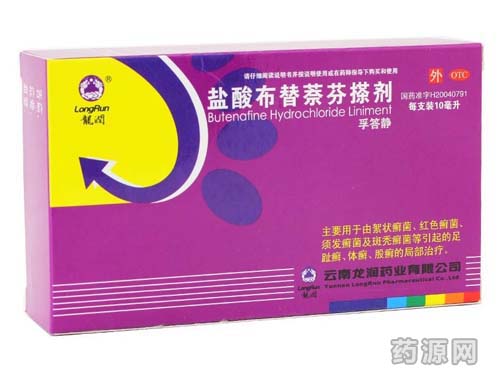 请仔细阅读说明书并按说明使用或在药师指导下购买和使用
外 OTC
LongRun
龍潤
盐酸布替萘芬搽剂
国药准字H20040791
Butenafine Hydrochloride Liniment
每支装10毫升
孚答静
主要用于由絮状癣菌、红色癣菌、
须发癣菌及斑秃癣菌等引起的足
趾癣、体癣、股癣的局部治疗。
LongRun
龍潤
云南龙润药业有限公司
Yunnan LongRun Pharmaceutical Co.,Ltd
药源网